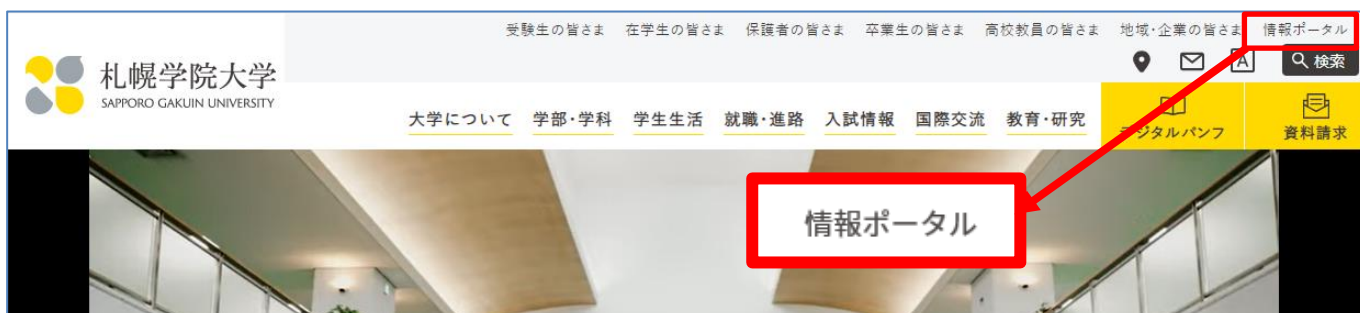 受験生の皆さま 在学生の皆さま 保護者の皆さま 卒業生の皆さま 高校教員の皆さま 地域・企業の皆さま 情報ポータル
札幌学院大学
SAPPORO GAKUIN UNIVERSITY
A 検索
大学について 学部・学科 学生生活 就職・進路 入試情報 国際交流 教育・研究 デジタルパンフ 資料請求
情報ポータル